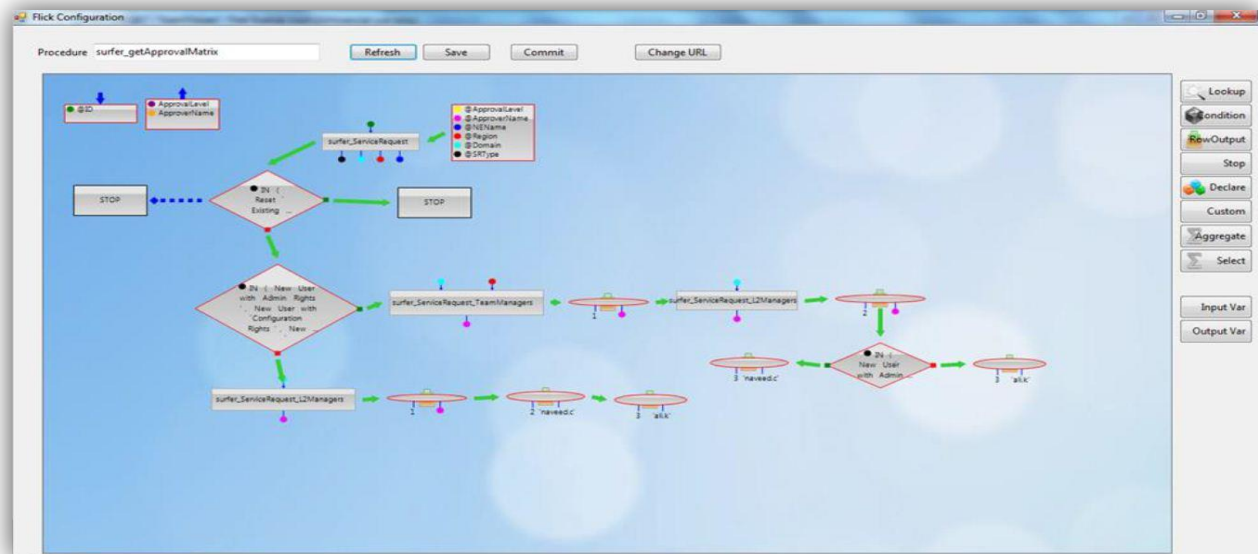 Flick Configuration
Procedure surfer_getApprovalMatrix Refresh Save Commit Change URL
@ID
ApprovalLevel
ApproverName
@ApprovalLevel
@ApproverName
@NEName
@Region
@Domain
@SRType
surfer_ServiceRequest
STOP
IN (
Reset `
Existing ...
STOP
IN ( New User
with Admin Rights
`, New User with
`Configuration
Rights `, New ...
surfer_ServiceRequest_TeamManagers
1
surfer_ServiceRequest_L2Managers
2
IN (
New User
with Admin...
3 'naveed.c'
3 'ali.k'
surfer_ServiceRequest_L2Managers
1
2 'naveed.c'
3 'ali.k'
Lookup
Condition
RowOutput
Stop
Declare
Custom
Aggregate
Select
Input Var
Output Var